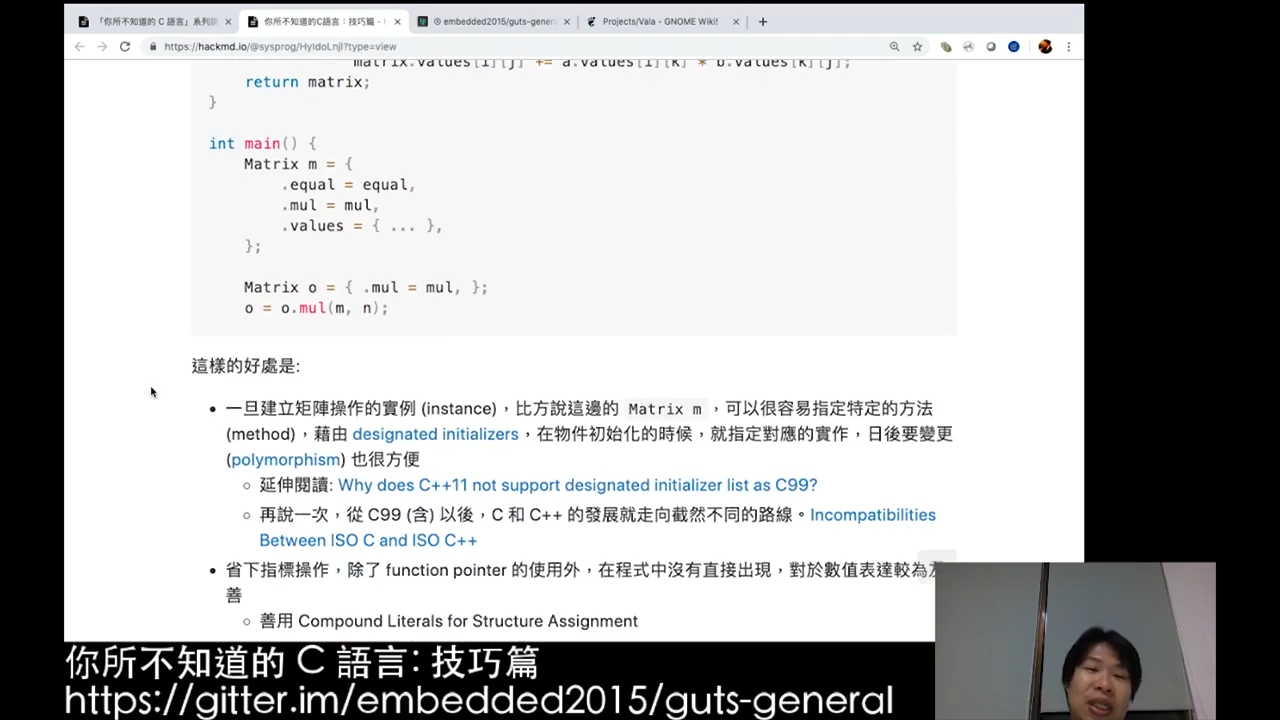 「你所不知道的 C 語言」系列講
你所不知道的C語言：技巧篇 - H
embedded2015/guts-gener
Projects/Vala - GNOME Wiki!
https://hackmd.io/@sysprog/HyIdoLnjl?type=view
matrix.values[i][j] += a.values[i][k] * b.values[k][j];
return matrix;
}
int main() {
Matrix m = {
.equal = equal,
.mul = mul,
.values = { ... },
};
Matrix o = { .mul = mul, };
o = o.mul(m, n);
這樣的好處是:
• 一旦建立矩陣操作的實例 (instance)，比方說這邊的 Matrix m ，可以很容易指定特定的方法
(method)，藉由 designated initializers，在物件初始化的時候，就指定對應的實作，日後要變更
(polymorphism) 也很方便
◦ 延伸閱讀: Why does C++11 not support designated initializer list as C99?
◦ 再說一次，從 C99 (含) 以後，C 和 C++ 的發展就走向截然不同的路線。Incompatibilities
Between ISO C and ISO C++
• 省下指標操作，除了 function pointer 的使用外，在程式中沒有直接出現，對於數值表達較為友
善
◦ 善用 Compound Literals for Structure Assignment
你所不知道的 C 語言: 技巧篇
https://gitter.im/embedded2015/guts-general